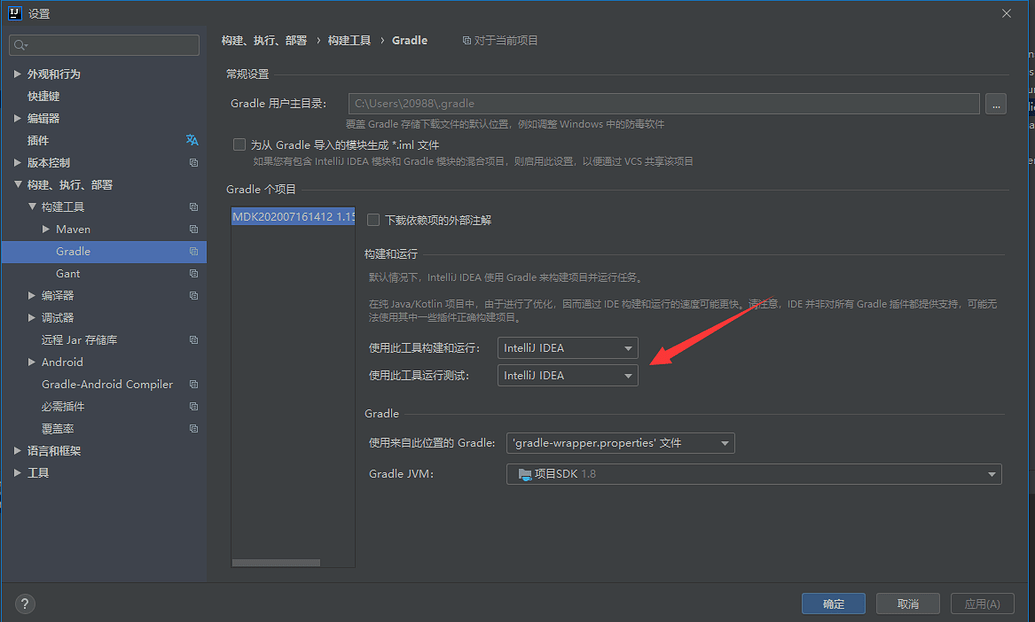 设置
构建、执行、部署 › 构建工具 › Gradle 对于当前项目
外观和行为
快捷键
编辑器
插件
版本控制
构建、执行、部署
构建工具
Maven
Gradle
Gant
编译器
调试器
远程 Jar 存储库
Android
Gradle-Android Compiler
必需插件
覆盖率
语言和框架
工具
常规设置
Gradle 用户主目录: C:\Users\20988\.gradle ...
覆盖 Gradle 存储下载文件的默认位置，例如调整 Windows 中的防毒软件
为从 Gradle 导入的模块生成 *.iml 文件
如果您有包含 IntelliJ IDEA 模块和 Gradle 模块的混合项目，则启用此设置，以便通过 VCS 共享该项目
Gradle 个项目
MDK202007161412 1.15
下载依赖项的外部注解
构建和运行
默认情况下，IntelliJ IDEA 使用 Gradle 来构建项目并运行任务。
在纯 Java/Kotlin 项目中，由于进行了优化，因而通过 IDE 构建和运行的速度可能更快。请注意，IDE 并非对所有 Gradle 插件都提供支持，可能无
法使用其中一些插件正确构建项目。
使用此工具构建和运行: IntelliJ IDEA
使用此工具运行测试: IntelliJ IDEA
Gradle
使用来自此位置的 Gradle: 'gradle-wrapper.properties' 文件
Gradle JVM: 项目SDK 1.8
?
确定 取消 应用(A)